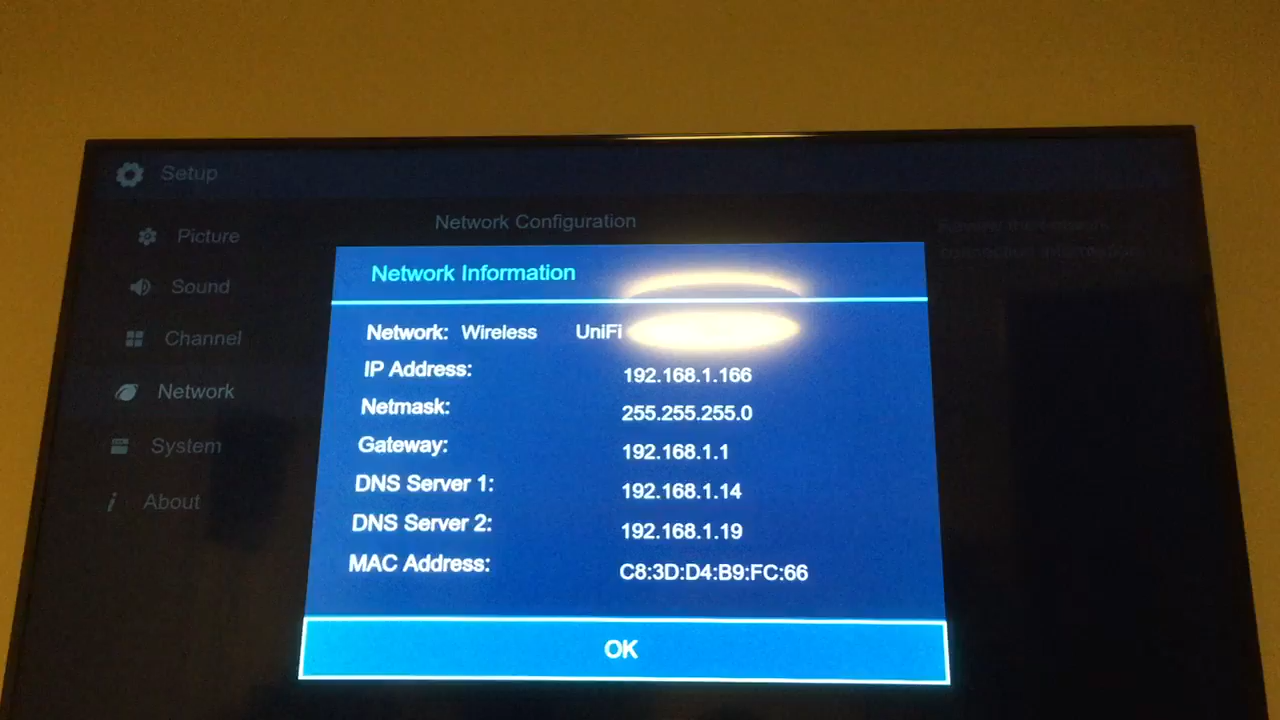 Setup
Picture
Sound
Channel
Network
System
About
Network Configuration
Network Information
Network: Wireless UniFi
IP Address: 192.168.1.166
Netmask: 255.255.255.0
Gateway: 192.168.1.1
DNS Server 1: 192.168.1.14
DNS Server 2: 192.168.1.19
MAC Address: C8:3D:D4:B9:FC:66
OK